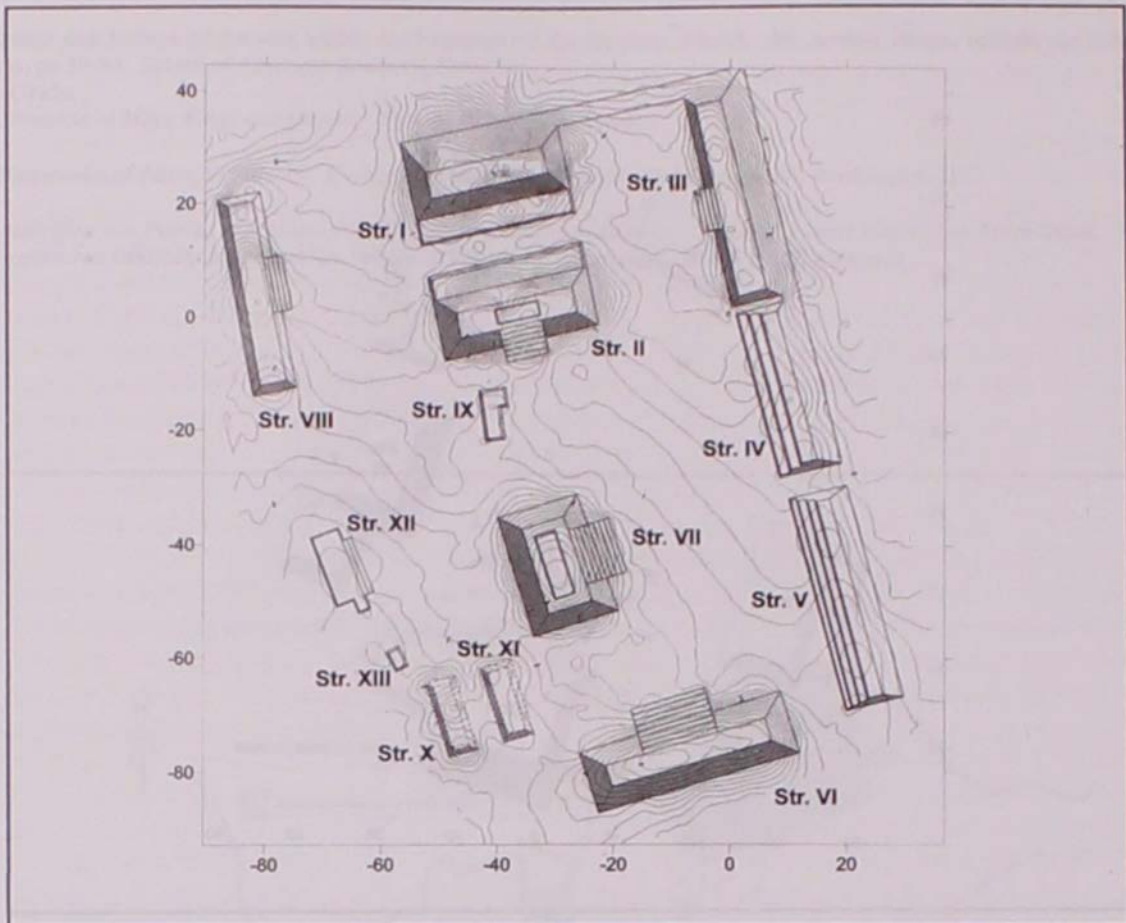 40
Str. III
20
Str. I
0
Str. II
Str. IX
Str. VIII
-20
Str. IV
Str. XII
Str. VII
-40
Str. V
-60
Str. XI
Str. XIII
Str. X
-80
Str. VI
-80 -60 -40 -20 0 20